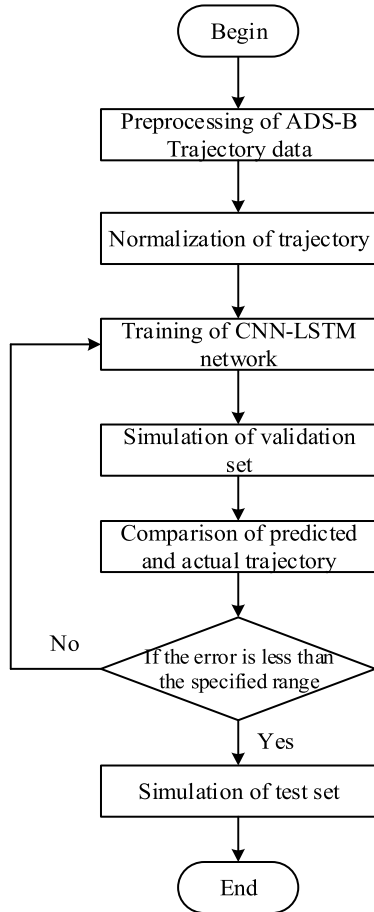 Begin
Preprocessing of ADS-B
Trajectory data
Normalization of trajectory
Training of CNN-LSTM
network
Simulation of validation
set
Comparison of predicted
and actual trajectory
If the error is less than
the specified range
No
Yes
Simulation of test set
End